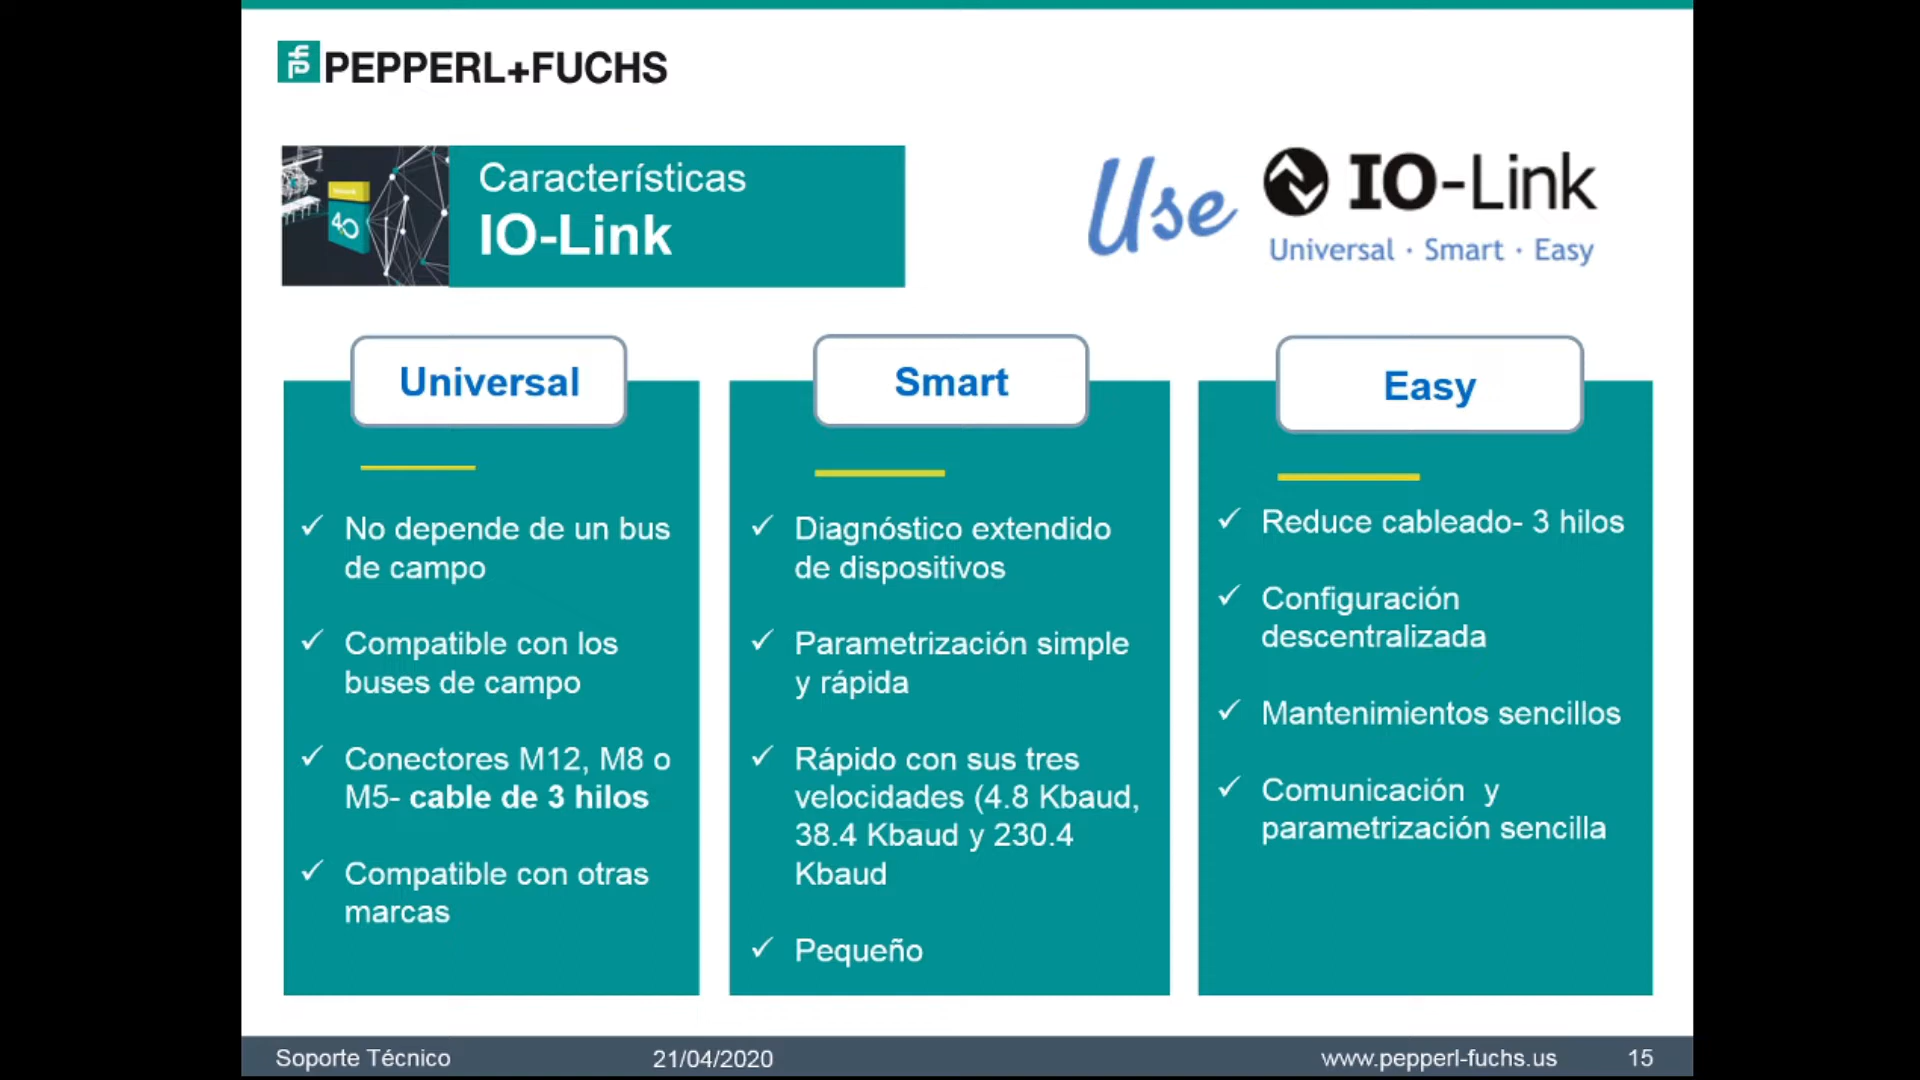 PEPPERL+FUCHS
Características
IO-Link
Use
IO-Link
Universal · Smart · Easy
Universal
No depende de un bus
de campo
Compatible con los
buses de campo
Conectores M12, M8 o
M5- cable de 3 hilos
Compatible con otras
marcas
Smart
Diagnóstico extendido
de dispositivos
Parametrización simple
y rápida
Rápido con sus tres
velocidades (4.8 Kbaud,
38.4 Kbaud y 230.4
Kbaud
Pequeño
Easy
Reduce cableado- 3 hilos
Configuración
descentralizada
Mantenimientos sencillos
Comunicación y
parametrización sencilla
Soporte Técnico
21/04/2020
www.pepperl-fuchs.us
15